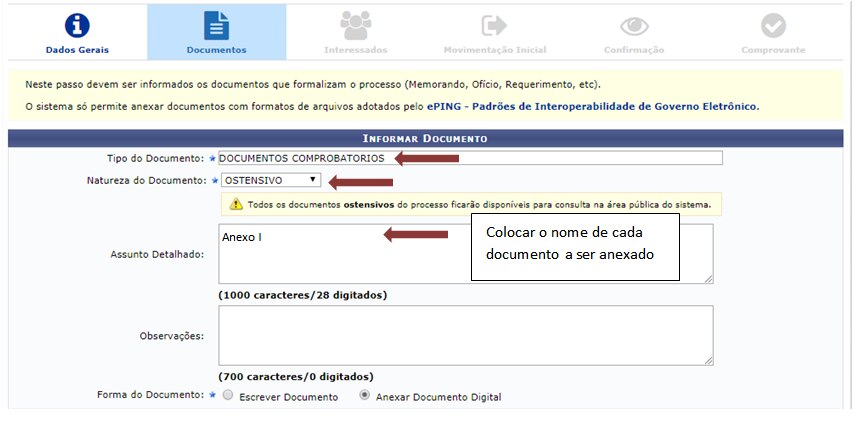 Dados Gerais
Documentos
Interessados
Movimentação Inicial
Confirmação
Comprovante
Neste passo devem ser informados os documentos que formalizam o processo (Memorando, Ofício, Requerimento, etc).
O sistema só permite anexar documentos com formatos de arquivos adotados pelo ePING - Padrões de Interoperabilidade de Governo Eletrônico.
INFORMAR DOCUMENTO
Tipo do Documento: DOCUMENTOS COMPROBATORIOS
Natureza do Documento: OSTENSIVO
Todos os documentos ostensivos do processo ficarão disponíveis para consulta na área pública do sistema.
Assunto Detalhado:
Anexo I
Colocar o nome de cada
documento a ser anexado
(1000 caracteres/28 digitados)
Observações:
(700 caracteres/0 digitados)
Forma do Documento: Escrever Documento Anexar Documento Digital